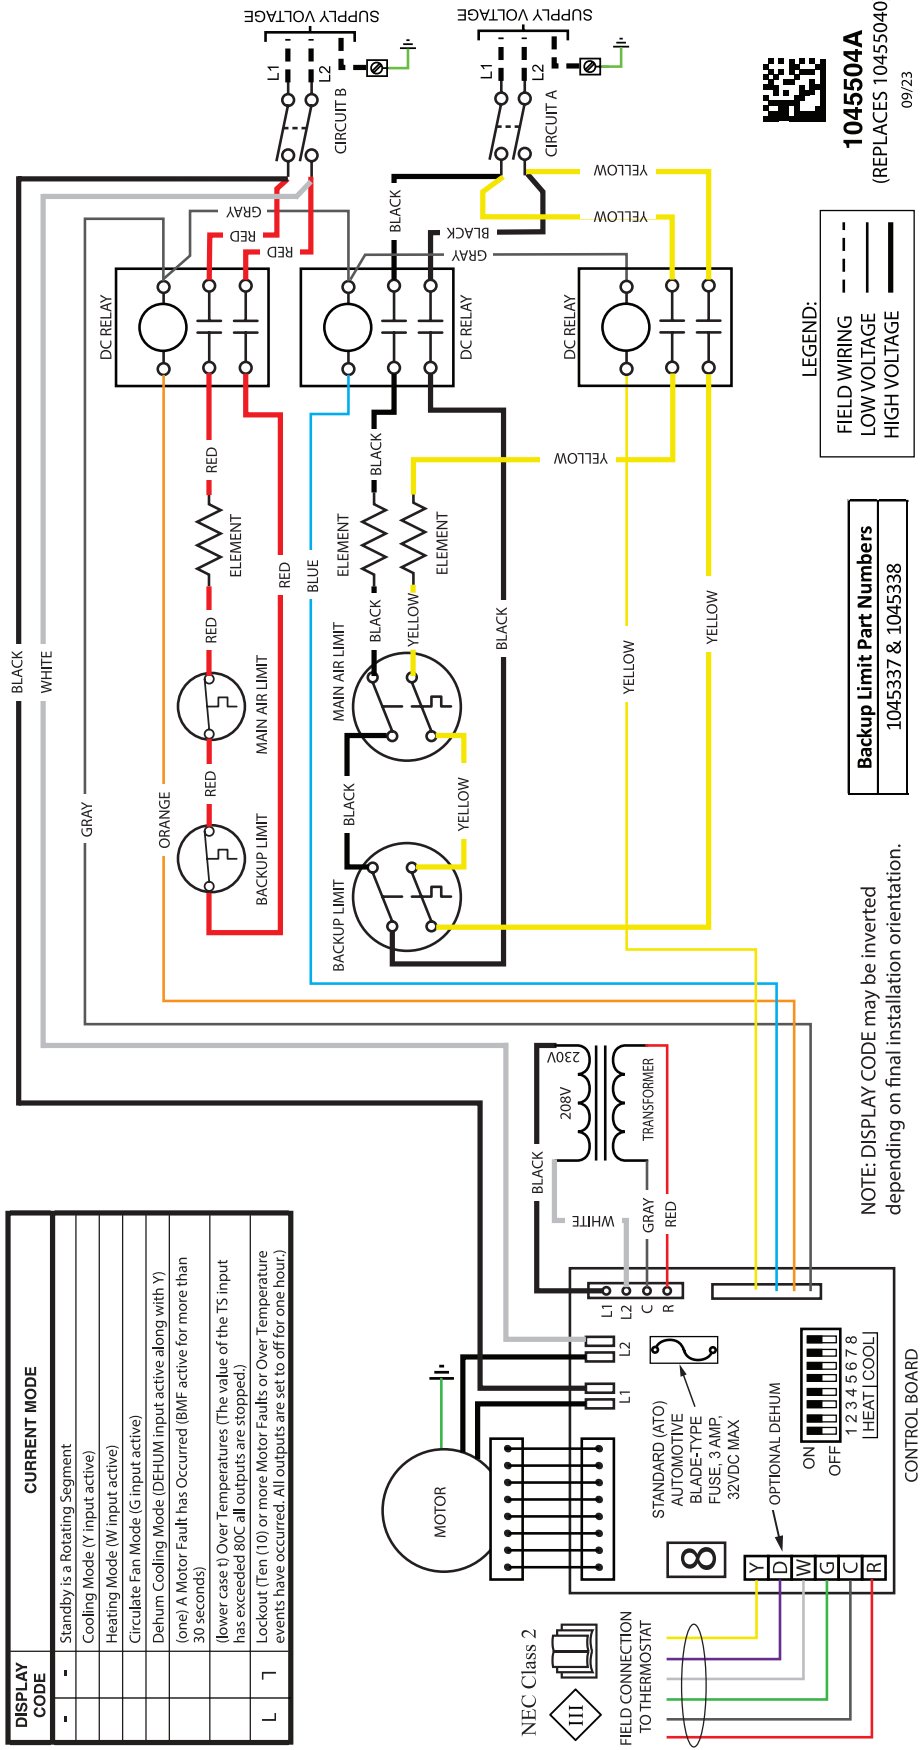 DISPLAY CODE
CURRENT MODE
- -
Standby is a Rotating Segment
Cooling Mode (Y input active)
Heating Mode (W input active)
Circulate Fan Mode (G input active)
Dehum Cooling Mode (DEHUM input active along with Y)
(one) A Motor Fault has Occurred (BMF active for more than
30 seconds)
(lower case t) Over Temperatures (The value of the TS input
has exceeded 80C all outputs are stopped.)
Lockout (Ten (10) or more Motor Faults or Over Temperature
events have occurred. All outputs are set to off for one hour.)
BLACK
WHITE
GRAY
ORANGE
SUPPLY VOLTAGE
L1
L2
CIRCUIT B
SUPPLY VOLTAGE
L1
L2
CIRCUIT A
GRAY
RED
RED
BLACK
BLACK
GRAY
YELLOW
YELLOW
DC RELAY
DC RELAY
DC RELAY
RED
ELEMENT
RED
MAIN AIR LIMIT
RED
BACKUP LIMIT
RED
BLUE
BLACK
ELEMENT
BLACK
MAIN AIR LIMIT
BLACK
BACKUP LIMIT
ELEMENT
YELLOW
YELLOW
BLACK
YELLOW
YELLOW
YELLOW
230V
208V
TRANSFORMER
BLACK
WHITE
GRAY
RED
L1
L2
C
R
L2
L1
MOTOR
STANDARD (ATO)
AUTOMOTIVE
BLADE-TYPE
FUSE, 3 AMP,
32VDC MAX
OPTIONAL DEHUM
ON
OFF
1 2 3 4 5 6 7 8
| HEAT | COOL |
CONTROL BOARD
8
Y
D
W
G
C
R
NEC Class 2
III
FIELD CONNECTION
TO THERMOSTAT
NOTE: DISPLAY CODE may be inverted
depending on final installation orientation.
Backup Limit Part Numbers
1045337 & 1045338
LEGEND:
FIELD WIRING
LOW VOLTAGE
HIGH VOLTAGE
1045504A
(REPLACES 10455040
09/23